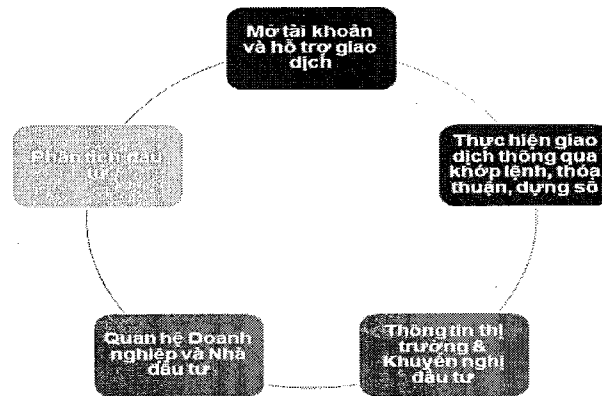 Mở tài khoản
và hỗ trợ giao
dịch
Thực hiện giao
dịch thông qua
khớp lệnh, thỏa
thuận, dựng sổ
Thông tin thị
trường &
Khuyến nghị
đầu tư
Quan hệ Doanh
nghiệp và Nhà
đầu tư
Phân tích đầu
tư